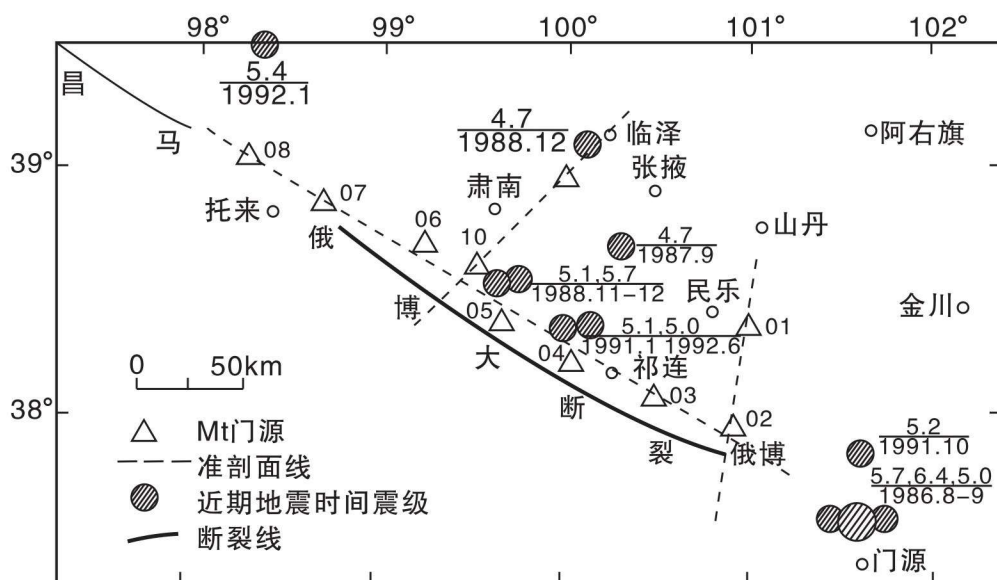 98° 99° 100° 101° 102°
5.4
1992.1
昌
马
39°
38°
4.7
1988.12
临泽
阿右旗
张掖
肃南
08
托来
07
06
俄
10
4.7
1987.9
山丹
5.1,5.7
1988.11-12
民乐
金川
博
05
5.1,5.0
1991.1 1992.6
01
大
04
祁连
03
断
02
裂
俄博
5.2
1991.10
5.7,6.4,5.0
1986.8-9
门源
0 50km
Mt门源
准剖面线
近期地震时间震级
断裂线